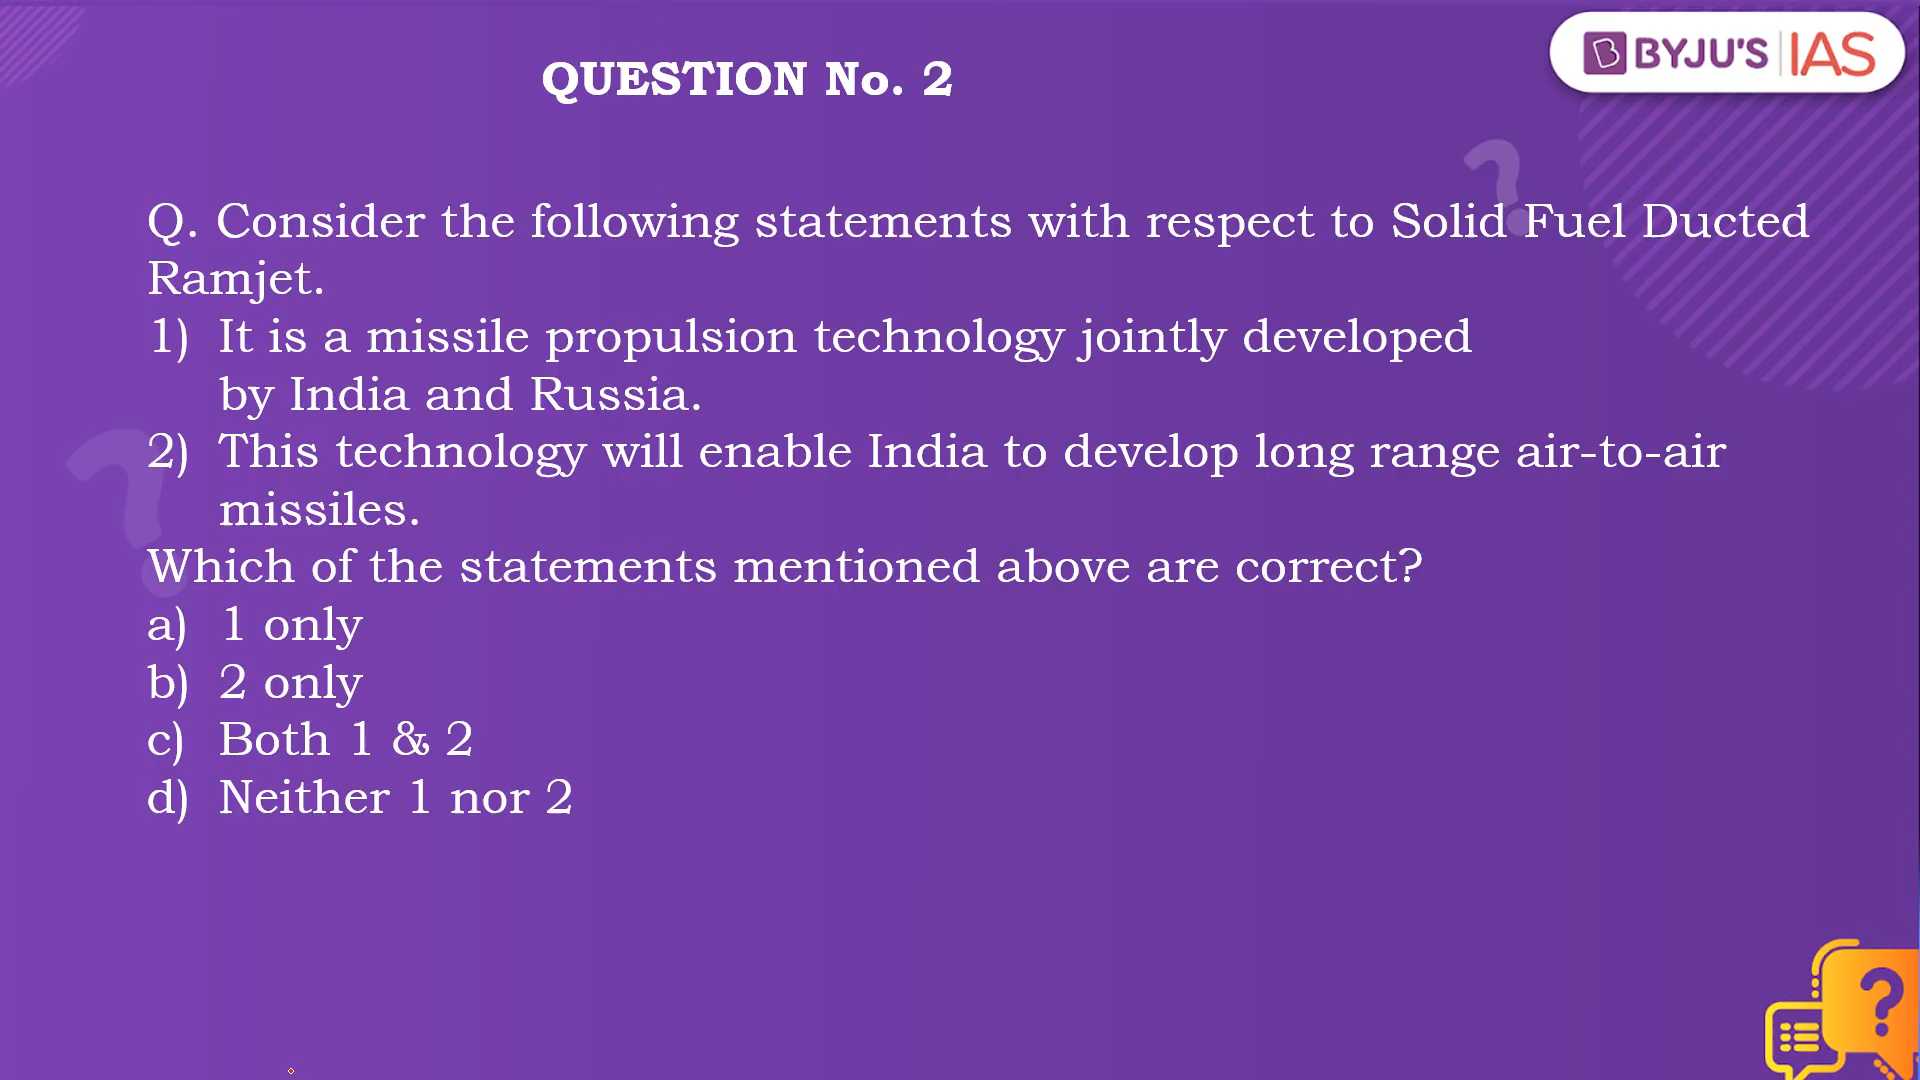 BYJU'S IAS
QUESTION No. 2
Q. Consider the following statements with respect to Solid Fuel Ducted
Ramjet.
1) It is a missile propulsion technology jointly developed
by India and Russia.
2) This technology will enable India to develop long range air-to-air
missiles.
Which of the statements mentioned above are correct?
a) 1 only
b) 2 only
c) Both 1 & 2
d) Neither 1 nor 2